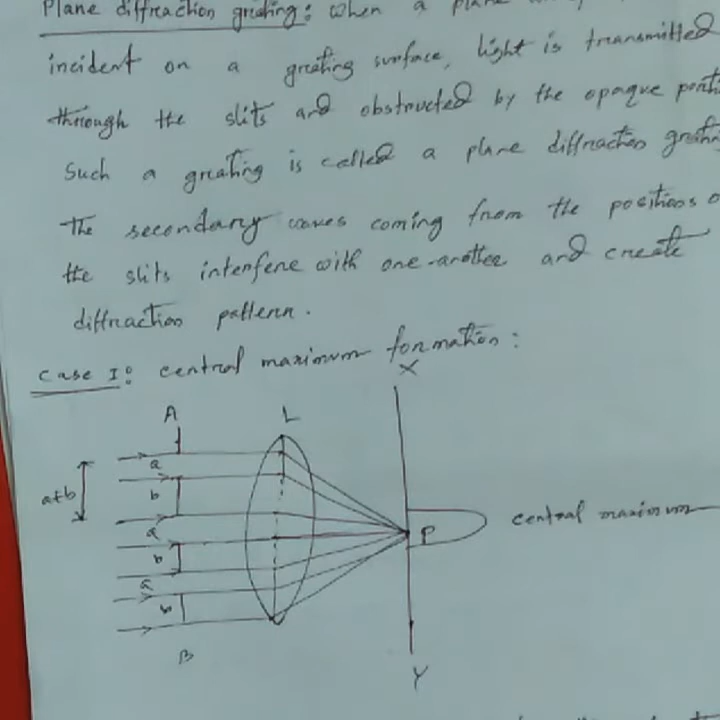 Plane diffraction grating: When a plane
incident on a grating surface, light is transmitted
through the slits and obstructed by the opaque
Such a grating is called a plane diffraction
The secondary waves coming from the positions
the slits interfere with one-another and create
diffraction pattern.
Case I: central maximum formation:
X
A L
a
a+b b
a
P central maximum
b
a
b
B
Y